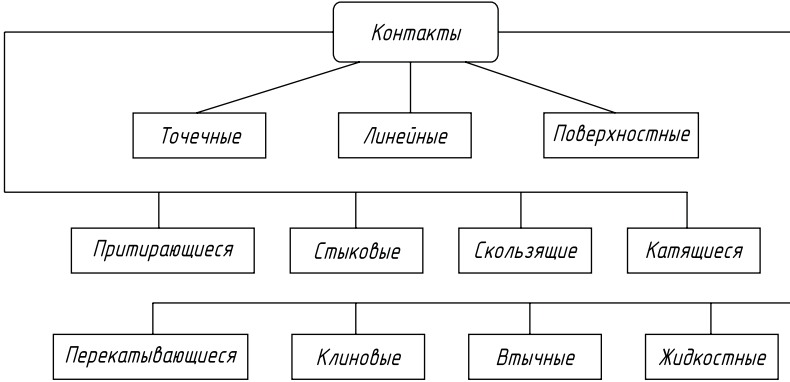 Контакты
Точечные
Линейные
Поверхностные
Притирающиеся
Стыковые
Скользящие
Катящиеся
Перекатывающиеся
Клиновые
Втычные
Жидкостные